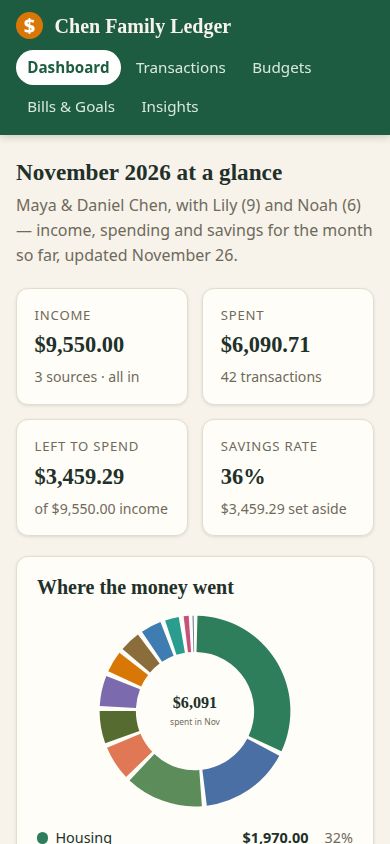 $ Chen Family Ledger
Dashboard Transactions Budgets
Bills & Goals Insights
November 2026 at a glance
Maya & Daniel Chen, with Lily (9) and Noah (6)
— income, spending and savings for the month
so far, updated November 26.
INCOME
$9,550.00
3 sources · all in
SPENT
$6,090.71
42 transactions
LEFT TO SPEND
$3,459.29
of $9,550.00 income
SAVINGS RATE
36%
$3,459.29 set aside
Where the money went
$6,091
spent in Nov
Housing $1,970.00 32%